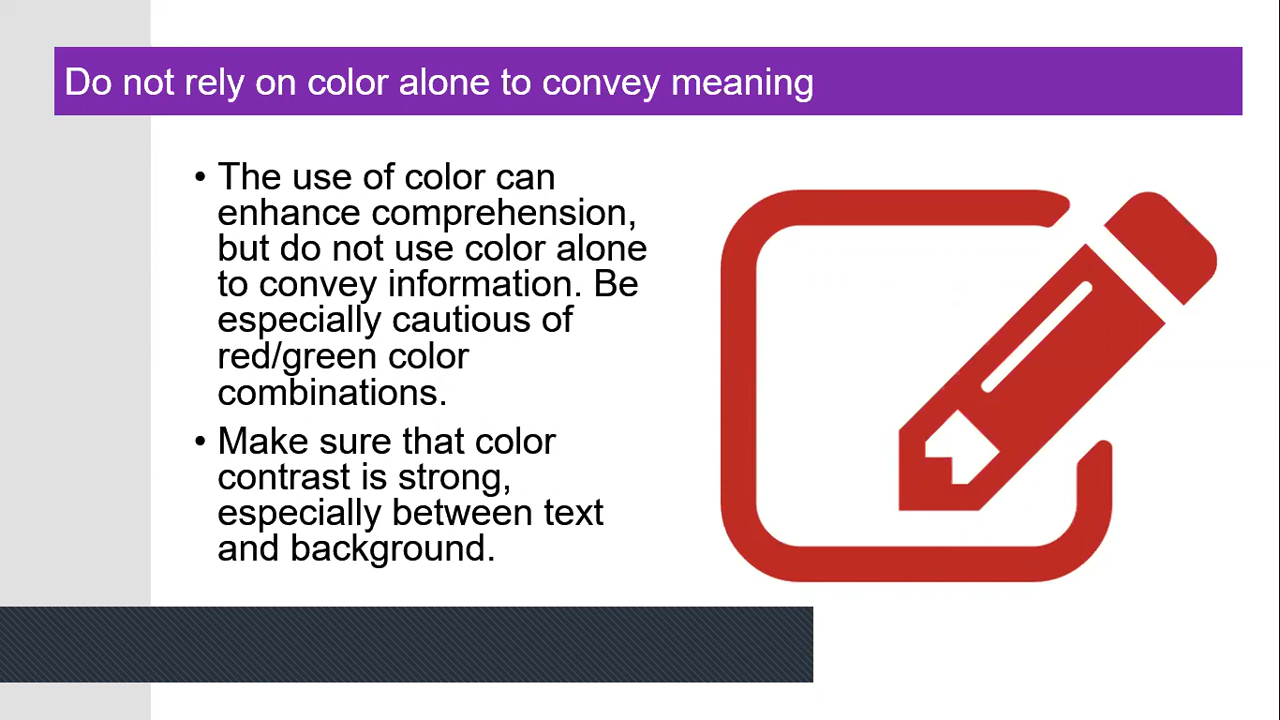 Do not rely on color alone to convey meaning
• The use of color can
enhance comprehension,
but do not use color alone
to convey information. Be
especially cautious of
red/green color
combinations.
• Make sure that color
contrast is strong,
especially between text
and background.